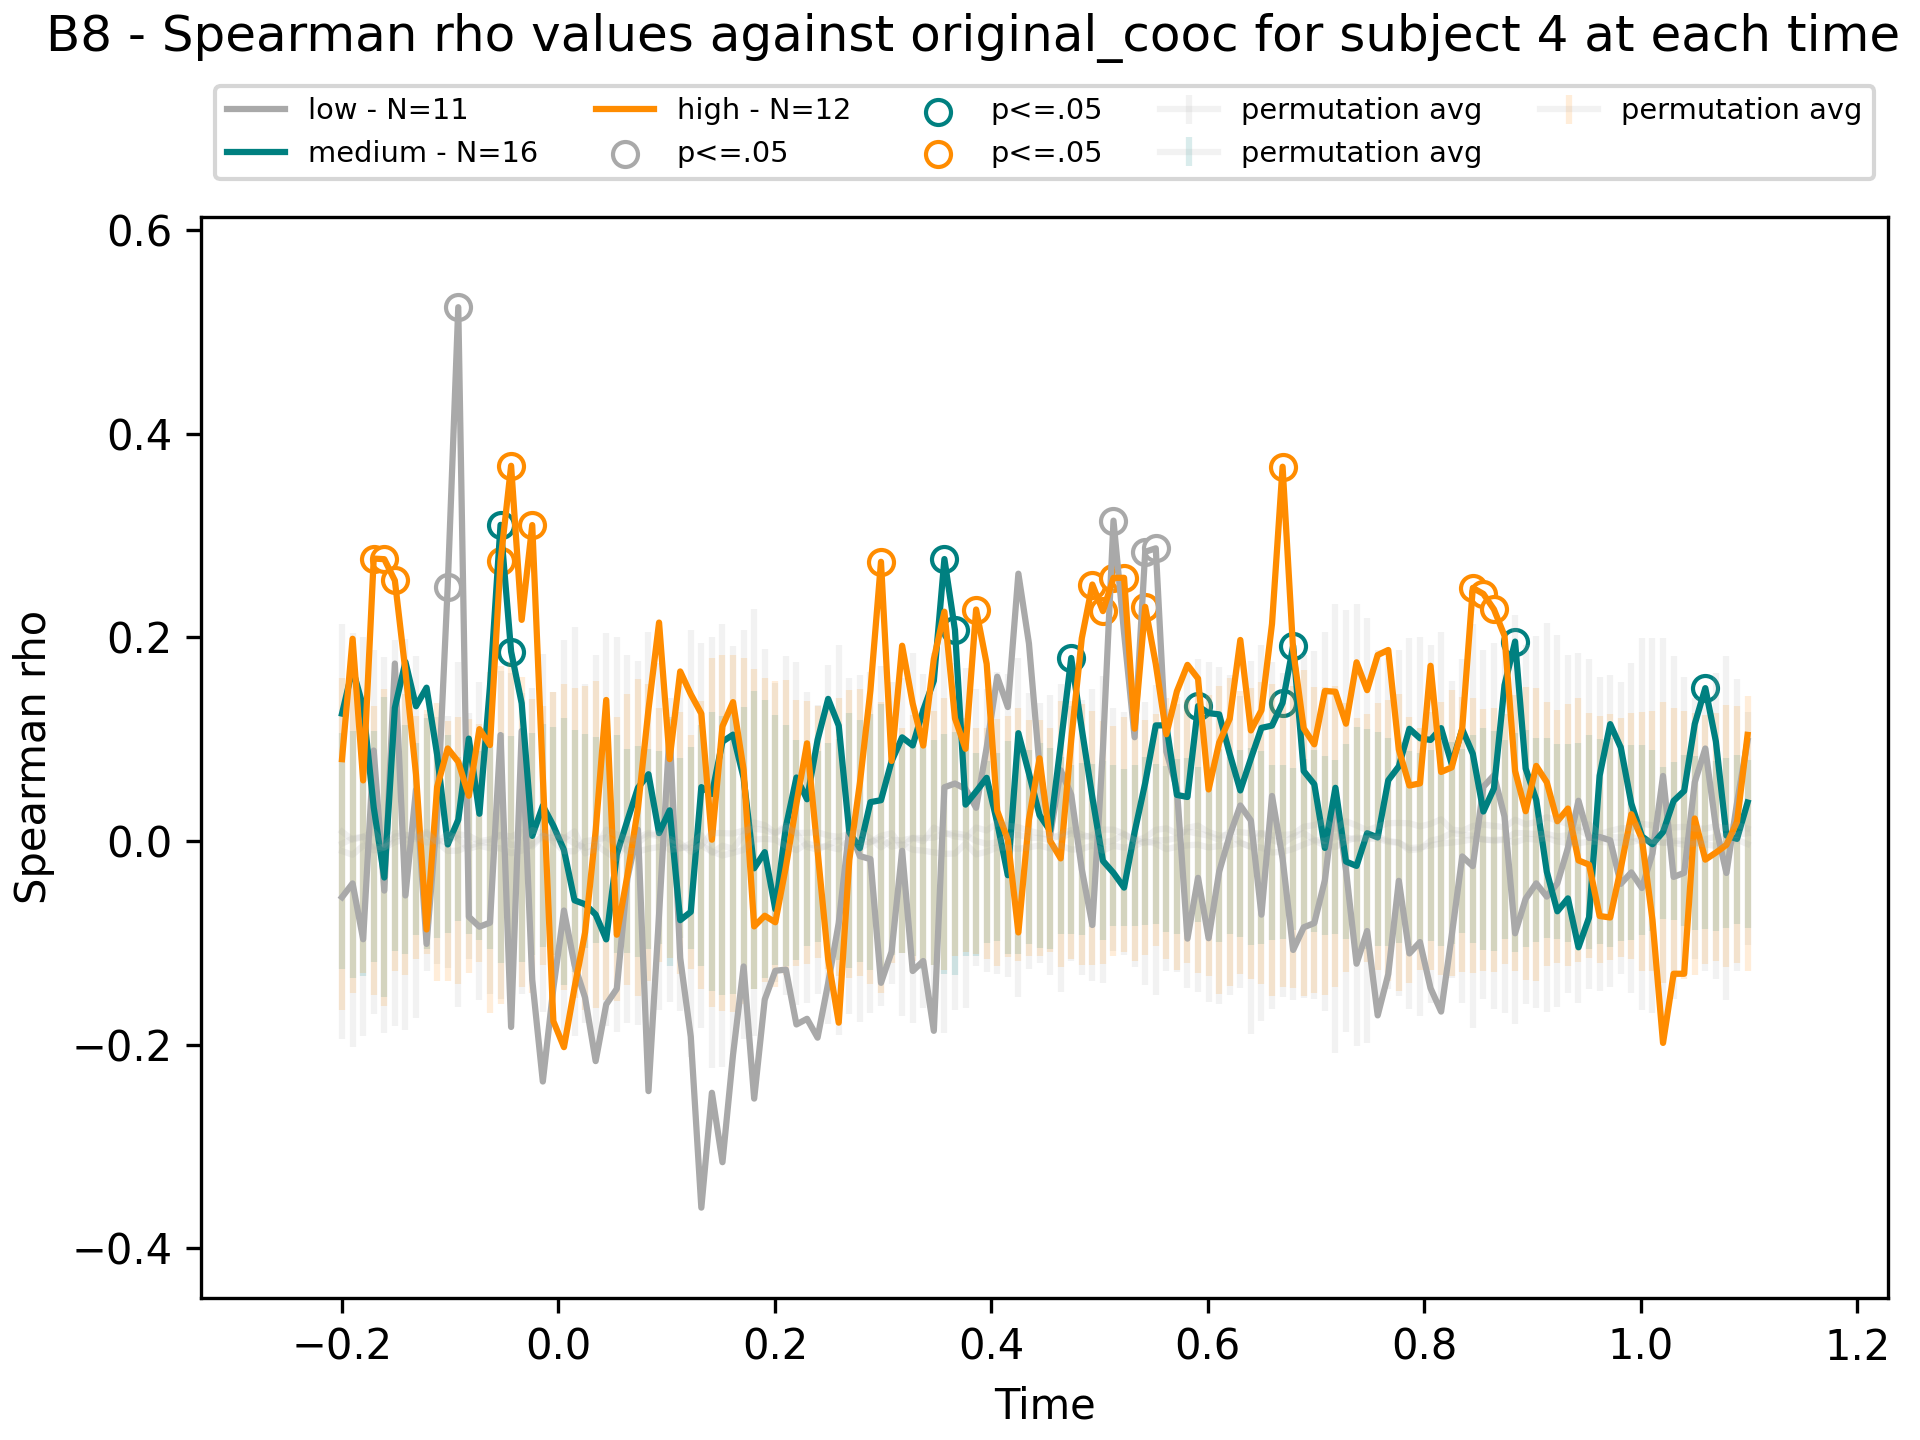 B8 - Spearman rho values against original_cooc for subject 4 at each time
low - N=11
medium - N=16
high - N=12
p<=.05
p<=.05
p<=.05
permutation avg
permutation avg
permutation avg
Spearman rho
0.6
0.4
0.2
0.0
−0.2
−0.4
−0.2 0.0 0.2 0.4 0.6 0.8 1.0 1.2
Time